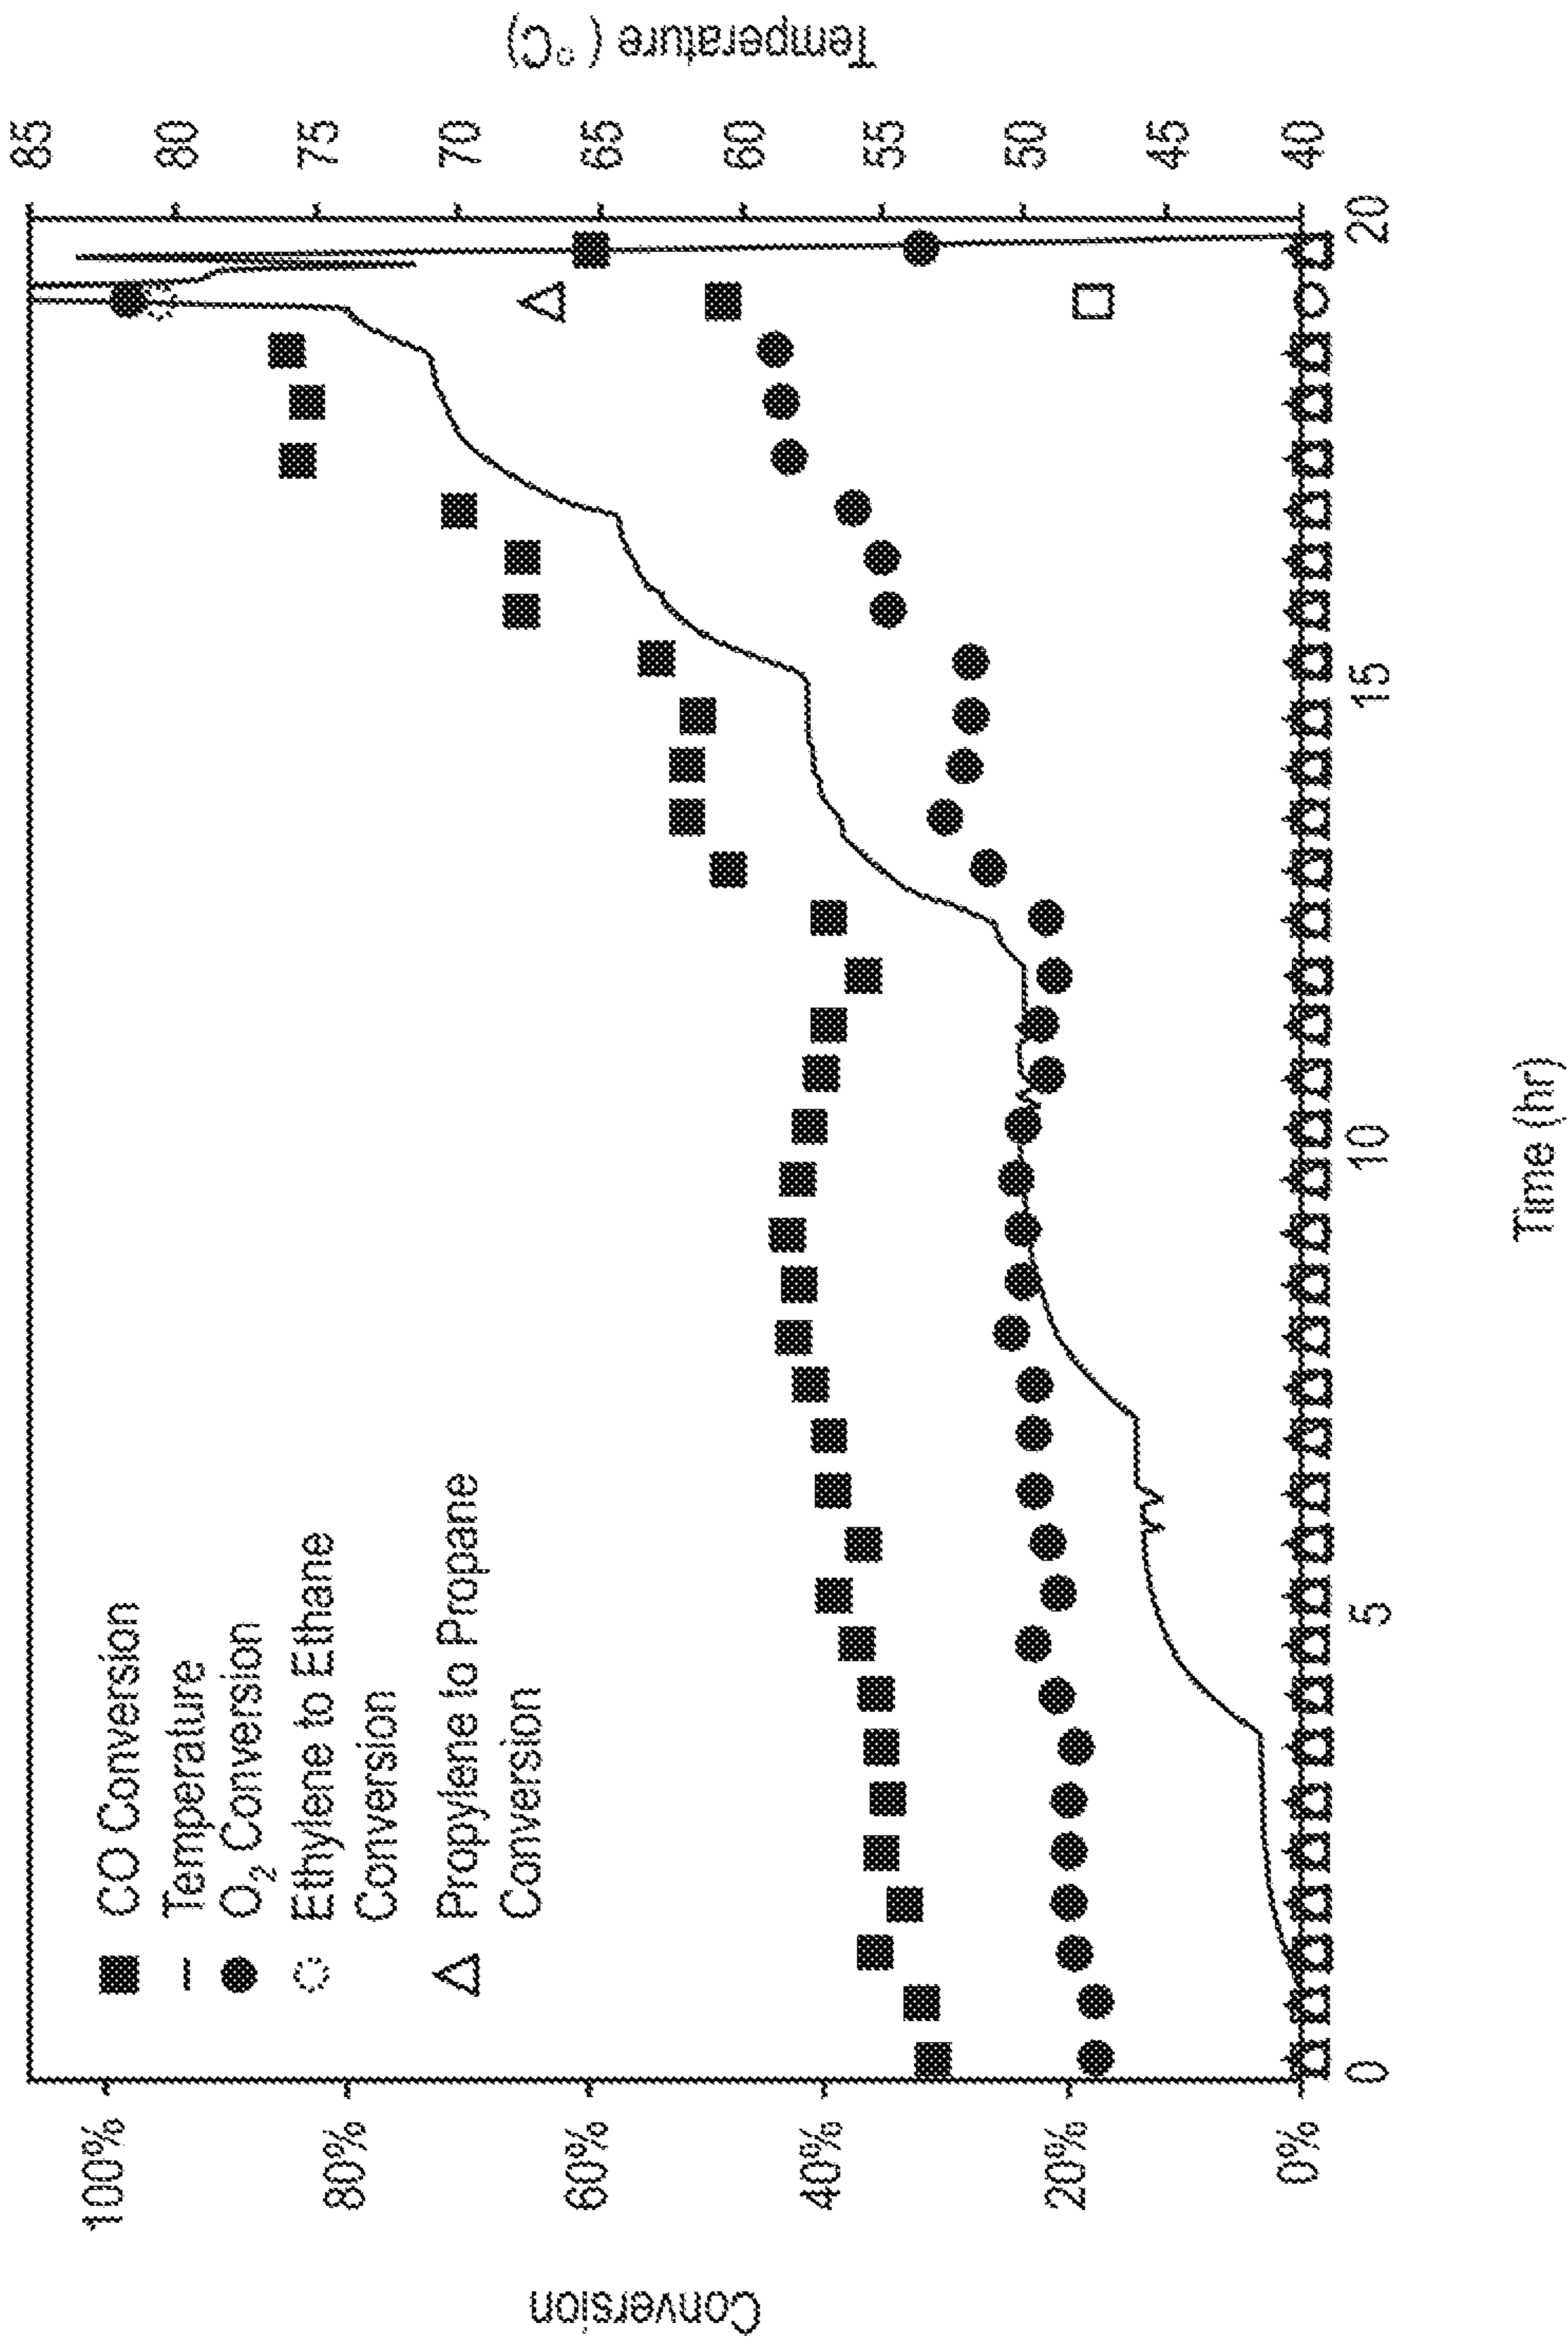 CO Conversion
Temperature
O₂ Conversion
Ethylene to Ethane
Conversion
Propylene to Propane
Conversion
Conversion
100%
80%
60%
40%
20%
0%
85
80
75
70
65
60
55
50
45
40
Temperature (°C)
0
5
10
15
20
Time (hr)